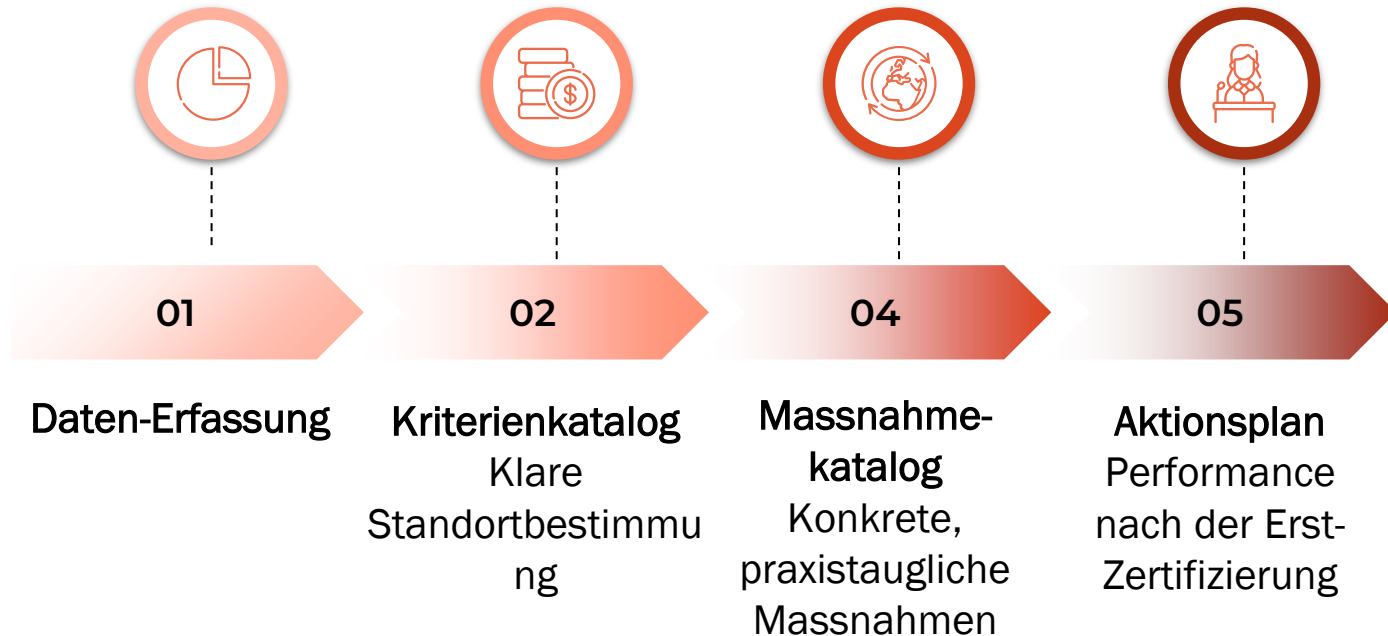 $
01
02
04
05
Daten-Erfassung
Kriterienkatalog
Klare
Standortbestimmu
ng
Massnahme-
katalog
Konkrete,
praxistaugliche
Massnahmen
Aktionsplan
Performance
nach der Erst-
Zertifizierung